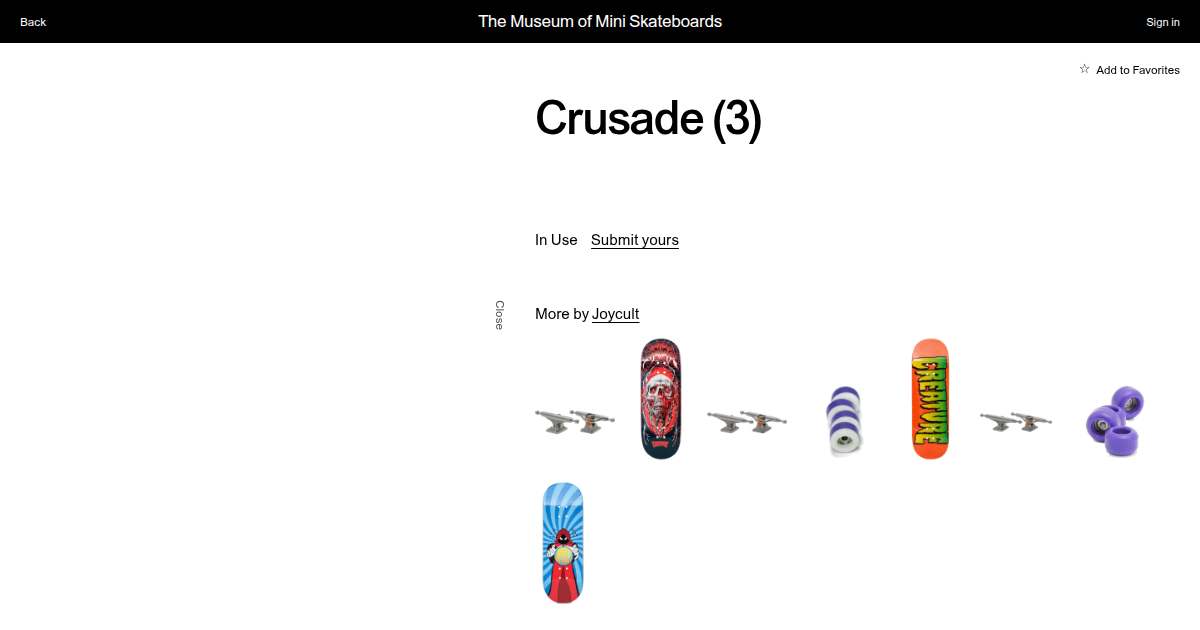 Back
The Museum of Mini Skateboards
Sign in
☆ Add to Favorites
Crusade (3)
In Use Submit yours
Close
More by Joycult
CREATURE